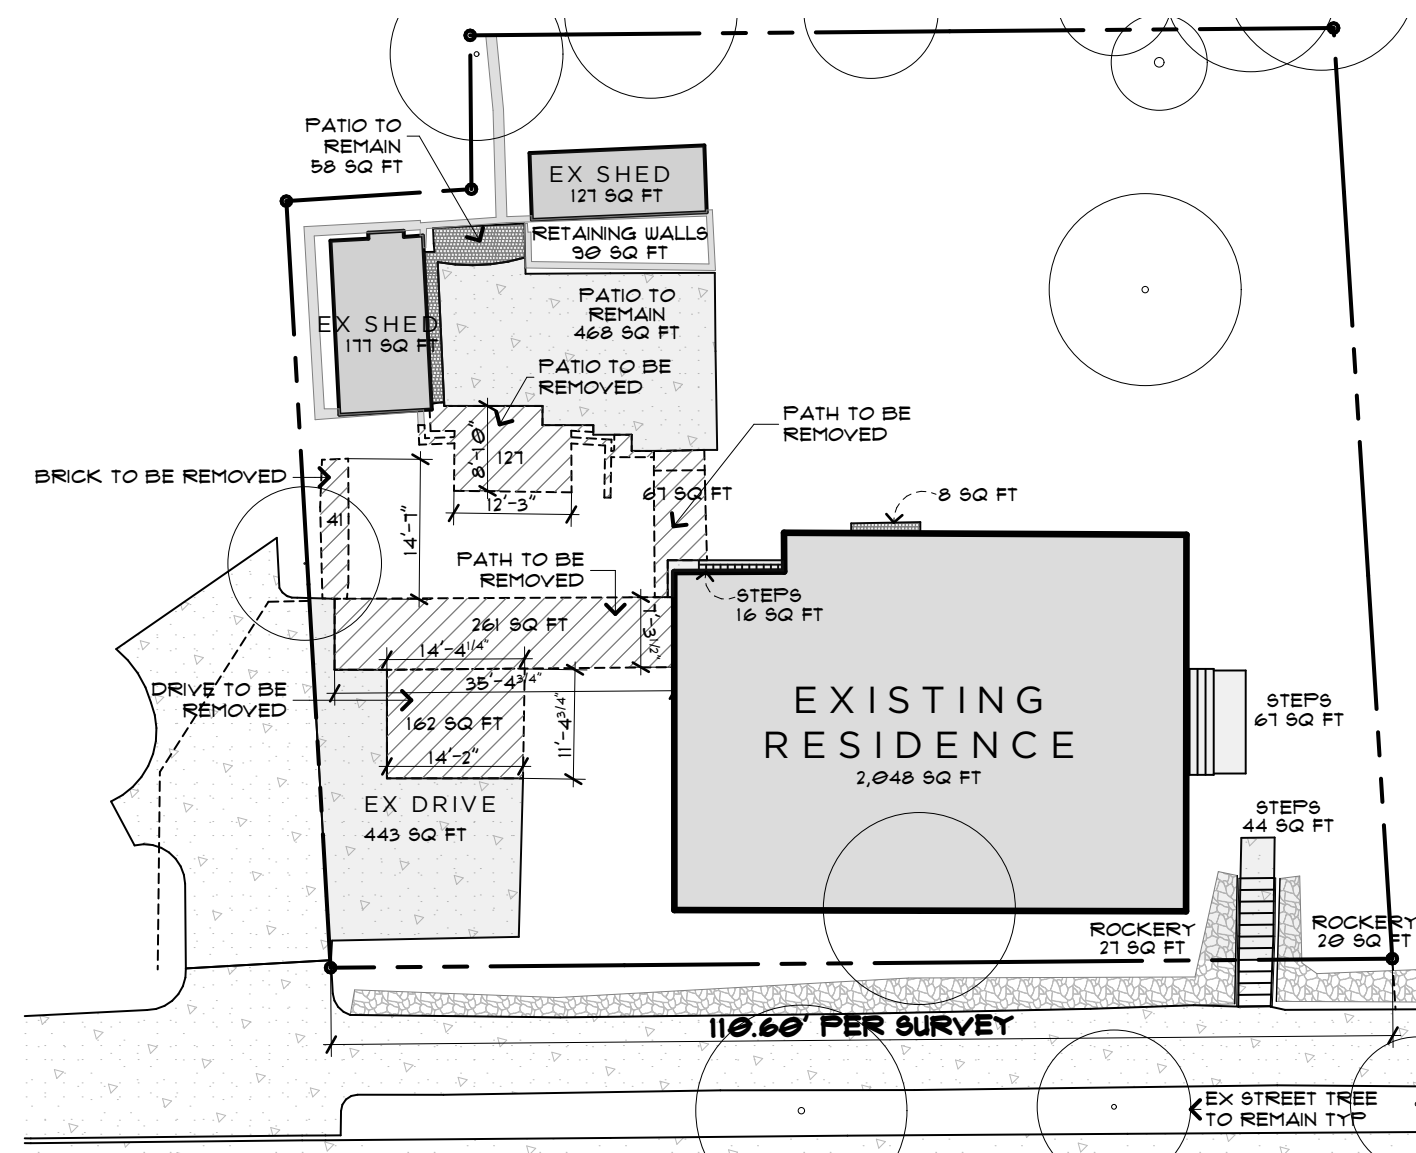 PATIO TO
REMAIN
58 SQ FT
EX SHED
127 SQ FT
RETAINING WALLS
90 SQ FT
PATIO TO
REMAIN
468 SQ FT
EX SHED
177 SQ FT
PATIO TO BE
REMOVED
PATH TO BE
REMOVED
BRICK TO BE REMOVED
8'-10"
127
12'-3"
67 SQ FT
8 SQ FT
41
14'-7"
PATH TO BE
REMOVED
STEPS
16 SQ FT
261 SQ FT
7'-3 1/2"
14'-4 1/4"
35'-4 3/4"
DRIVE TO BE
REMOVED
162 SQ FT
11'-4 3/4"
14'-2"
EXISTING
RESIDENCE
2,048 SQ FT
STEPS
67 SQ FT
EX DRIVE
443 SQ FT
STEPS
44 SQ FT
ROCKERY
27 SQ FT
ROCKERY
20 SQ FT
110.60' PER SURVEY
EX STREET TREE
TO REMAIN TYP